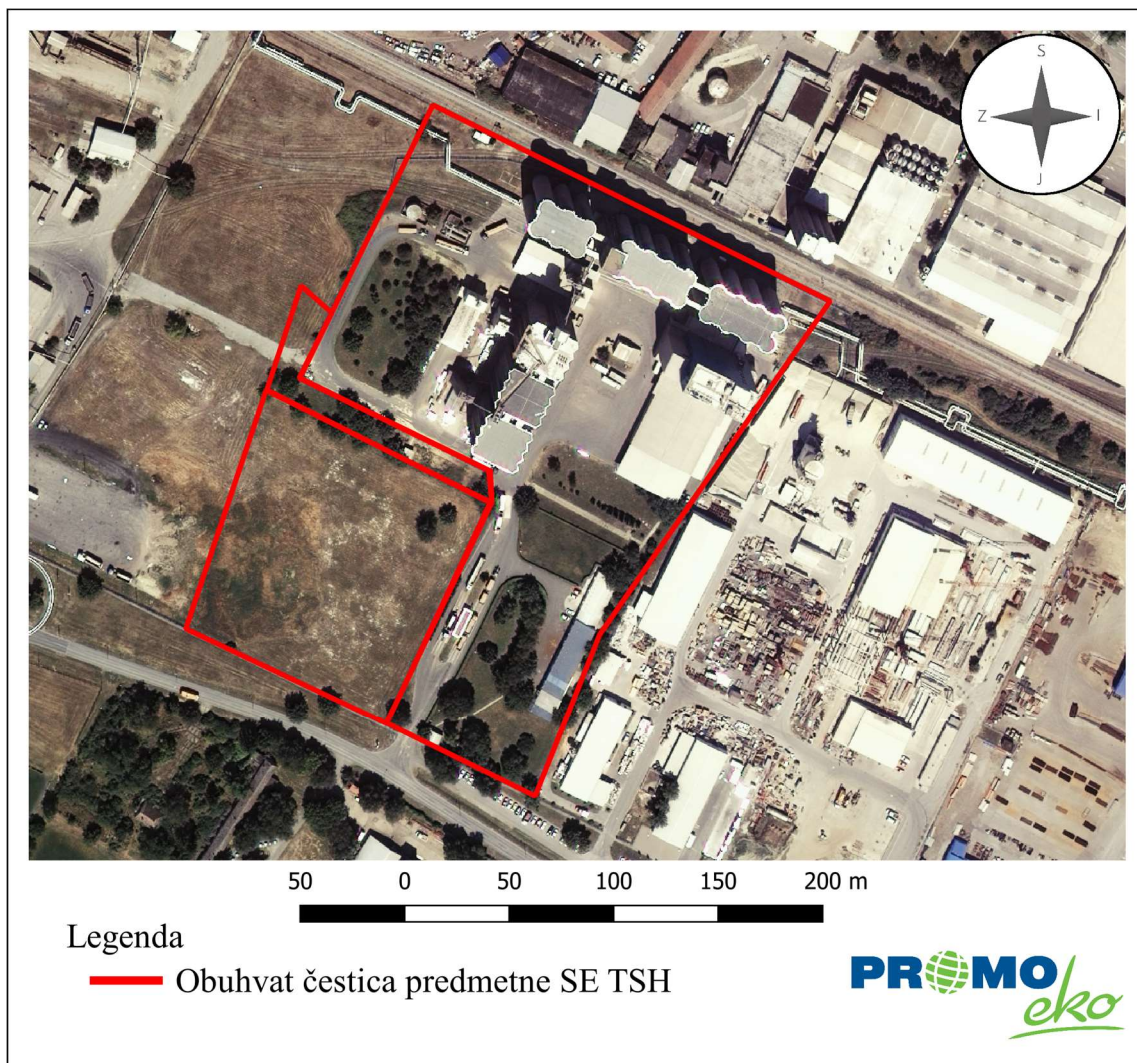 S
Z
I
J
50 0 50 100 150 200 m
Legenda
Obuhvat čestica predmetne SE TSH
PROMO
eko